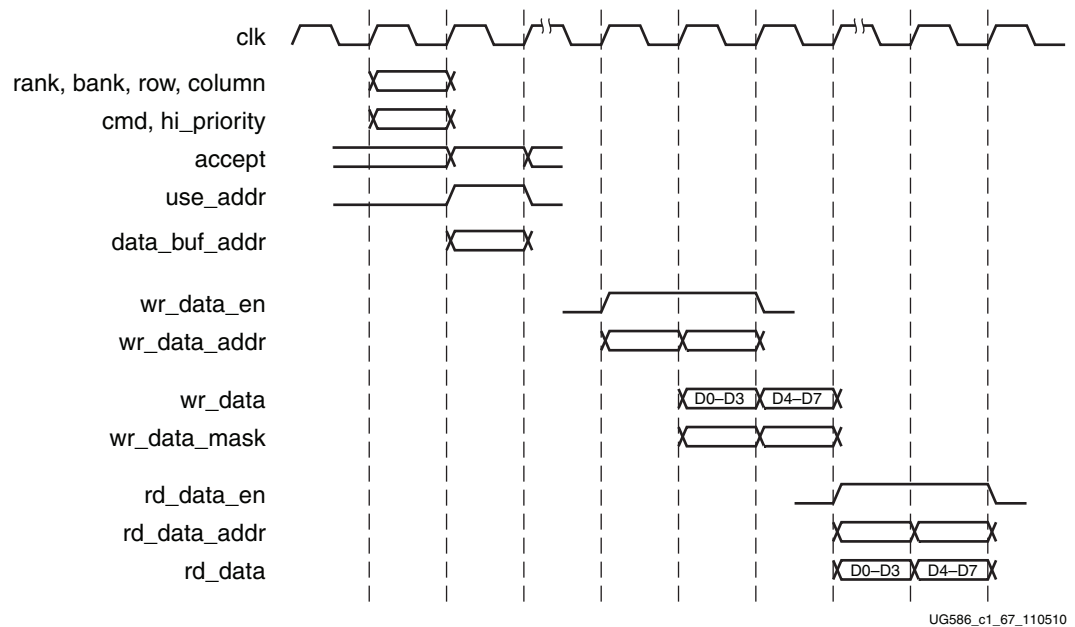 clk
rank, bank, row, column
cmd, hi_priority
accept
use_addr
data_buf_addr
wr_data_en
wr_data_addr
wr_data D0–D3 D4–D7
wr_data_mask
rd_data_en
rd_data_addr
rd_data D0–D3 D4–D7
UG586_c1_67_110510